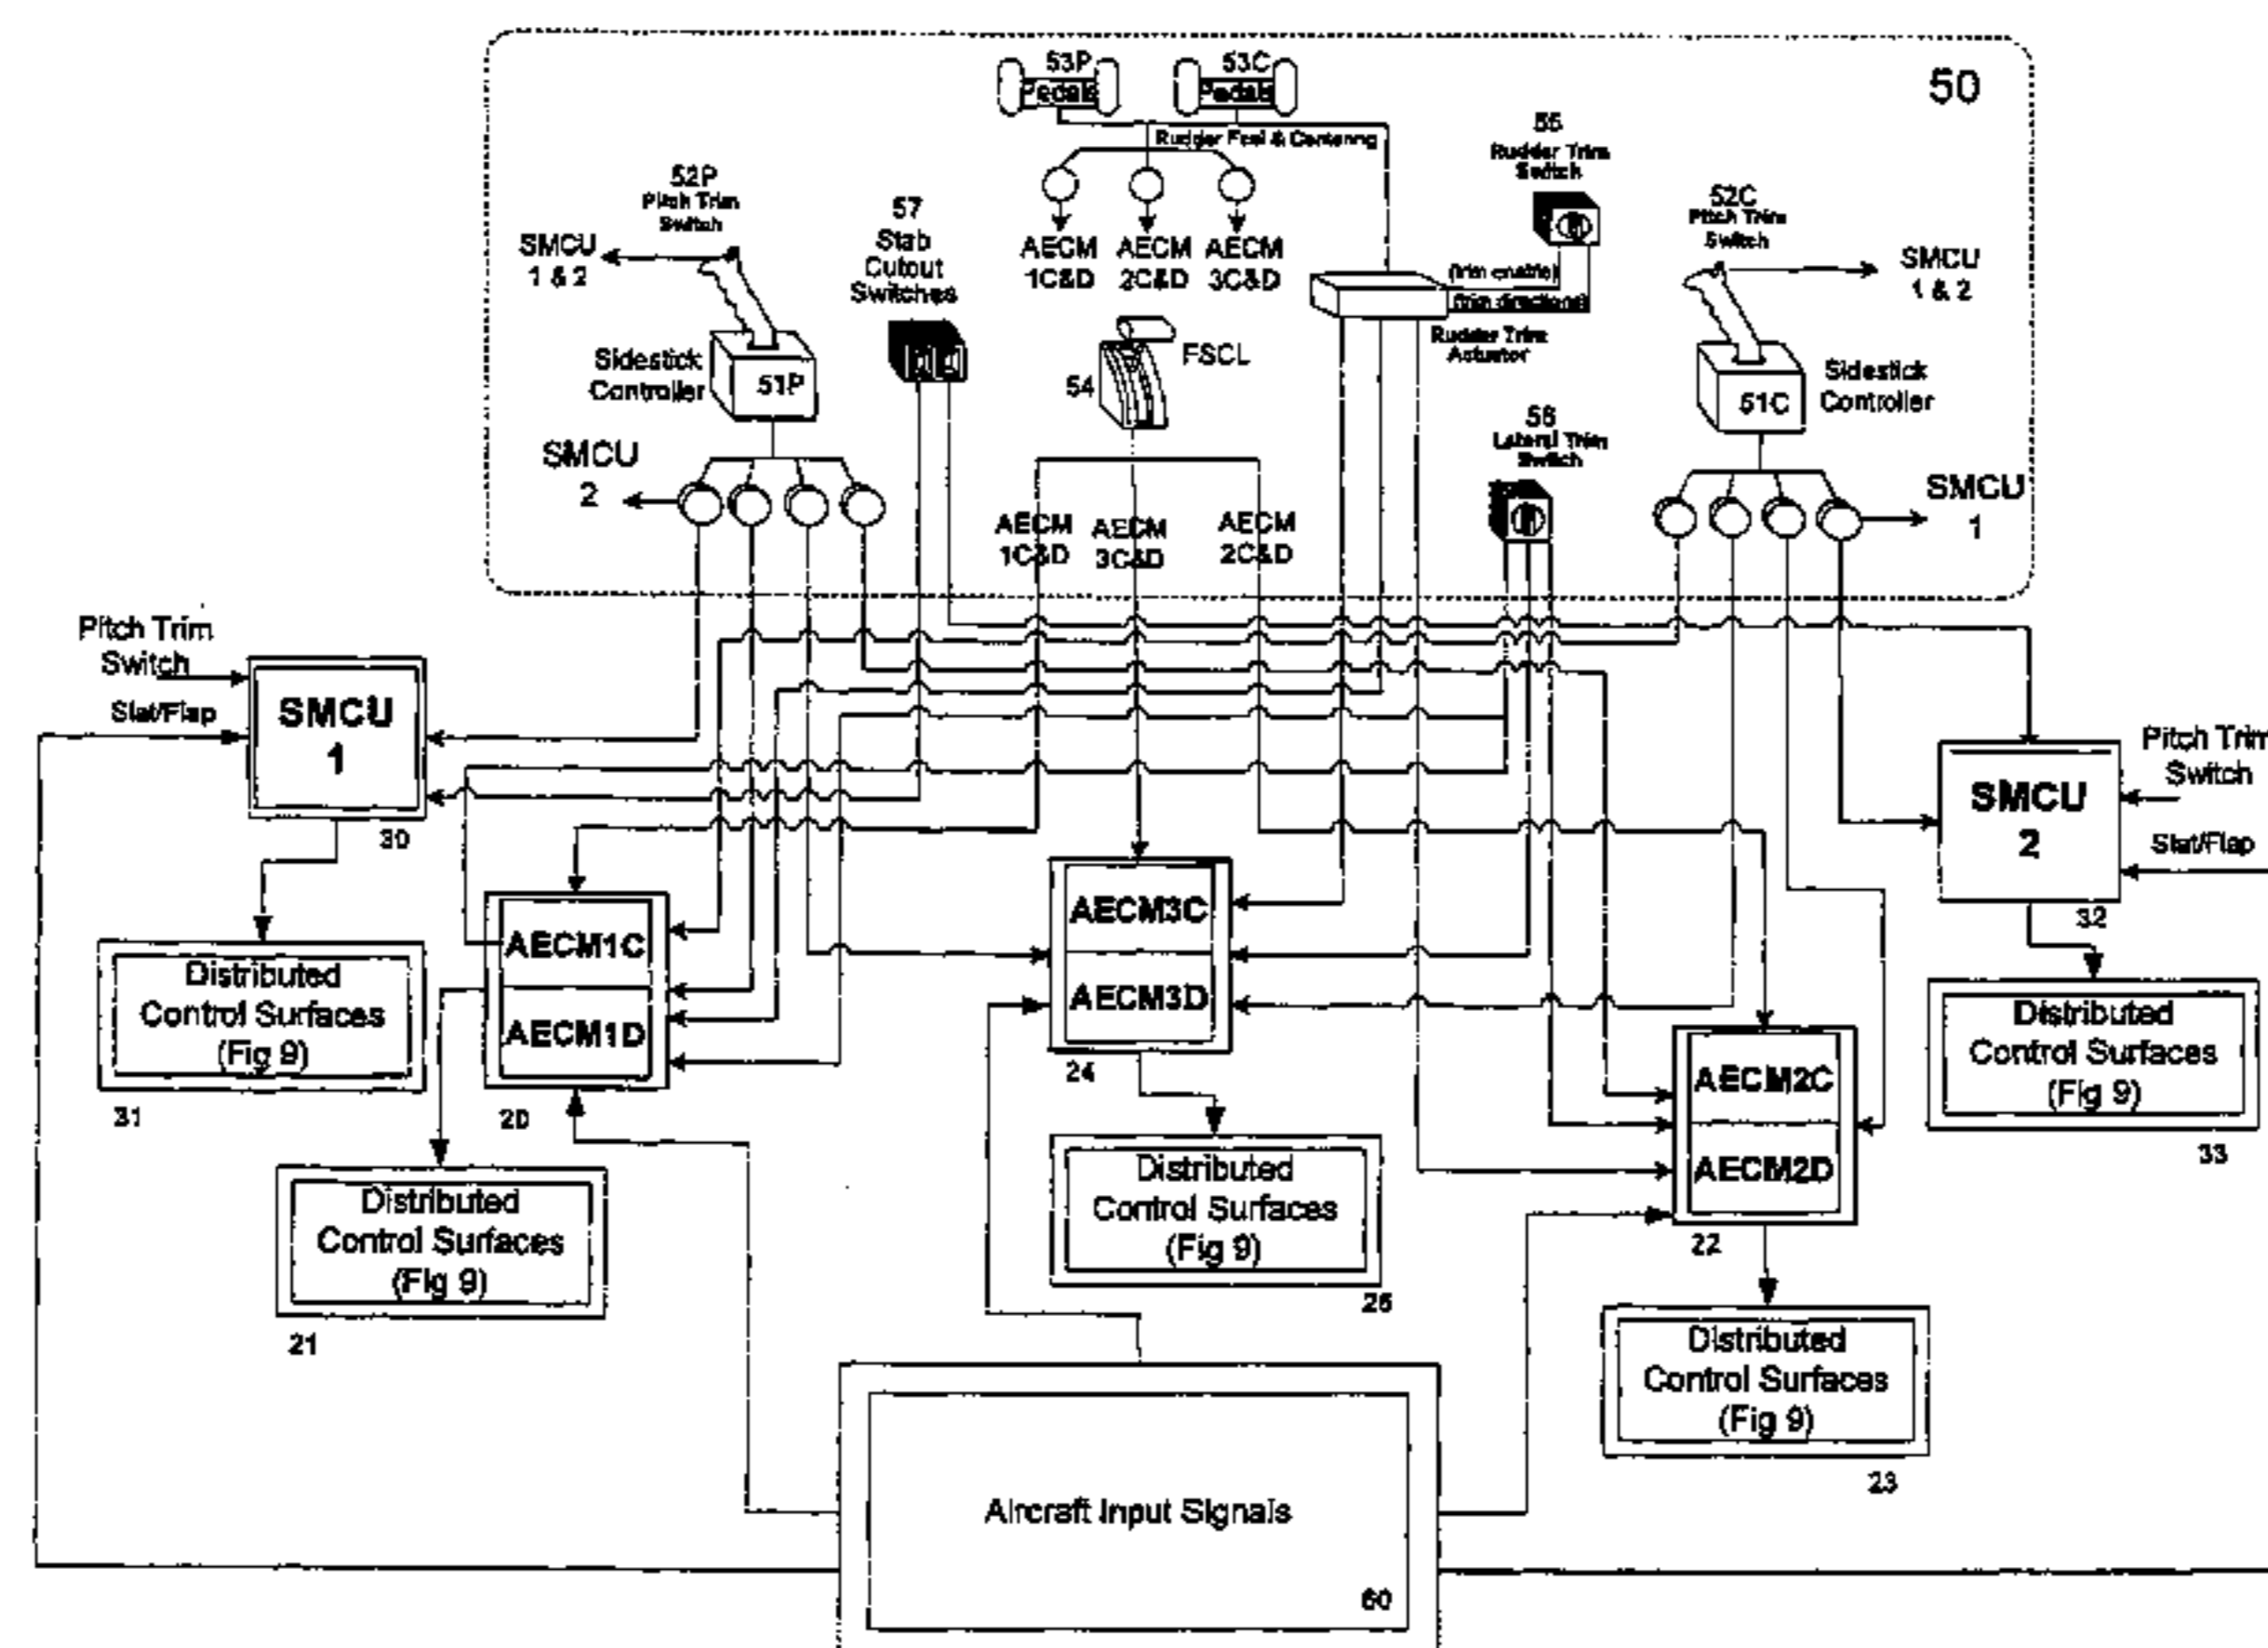 50
53P
Pedals
53C
Pedals
Rudder Feel & Centering
55
Rudder Trim
Switch
52P
Pitch Trim
Switch
SMCU
1 & 2
57
Stab
Cutout
Switches
AECM
1C&D
AECM
2C&D
AECM
3C&D
(trim enable)
(trim directional)
Rudder Trim
Actuator
52C
Pitch Trim
Switch
SMCU
1 & 2
Sidestick
Controller
51P
54
FSCL
51C
Sidestick
Controller
SMCU
2
56
Lateral Trim
Switch
SMCU
1
AECM
1C&D
AECM
3C&D
AECM
2C&D
Pitch Trim
Switch
Slat/Flap
SMCU
1
30
Pitch Trim
Switch
Slat/Flap
SMCU
2
32
AECM1C
AECM1D
20
AECM3C
AECM3D
24
AECM2C
AECM2D
22
Distributed
Control Surfaces
(Fig 9)
31
Distributed
Control Surfaces
(Fig 9)
33
Distributed
Control Surfaces
(Fig 9)
21
Distributed
Control Surfaces
(Fig 9)
25
Distributed
Control Surfaces
(Fig 9)
23
Aircraft Input Signals
60